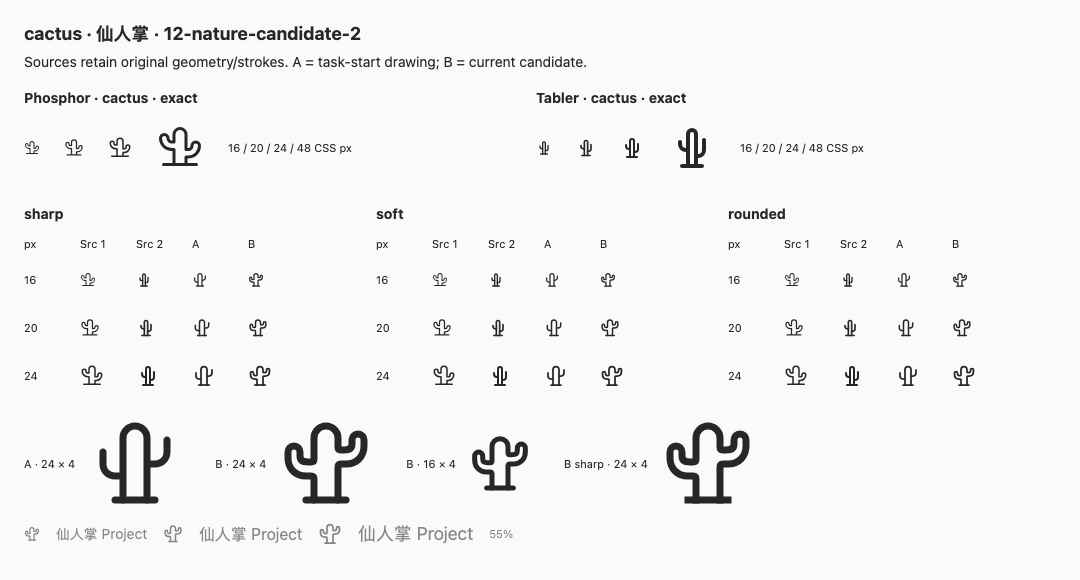 cactus · 仙人掌 · 12-nature-candidate-2
Sources retain original geometry/strokes. A = task-start drawing; B = current candidate.
Phosphor · cactus · exact
Tabler · cactus · exact
16 / 20 / 24 / 48 CSS px
16 / 20 / 24 / 48 CSS px
sharp
soft
rounded
px Src 1 Src 2 A B
px Src 1 Src 2 A B
px Src 1 Src 2 A B
16
16
16
20
20
20
24
24
24
A · 24 × 4
B · 24 × 4
B · 16 × 4
B sharp · 24 × 4
仙人掌 Project
仙人掌 Project
仙人掌 Project
55%